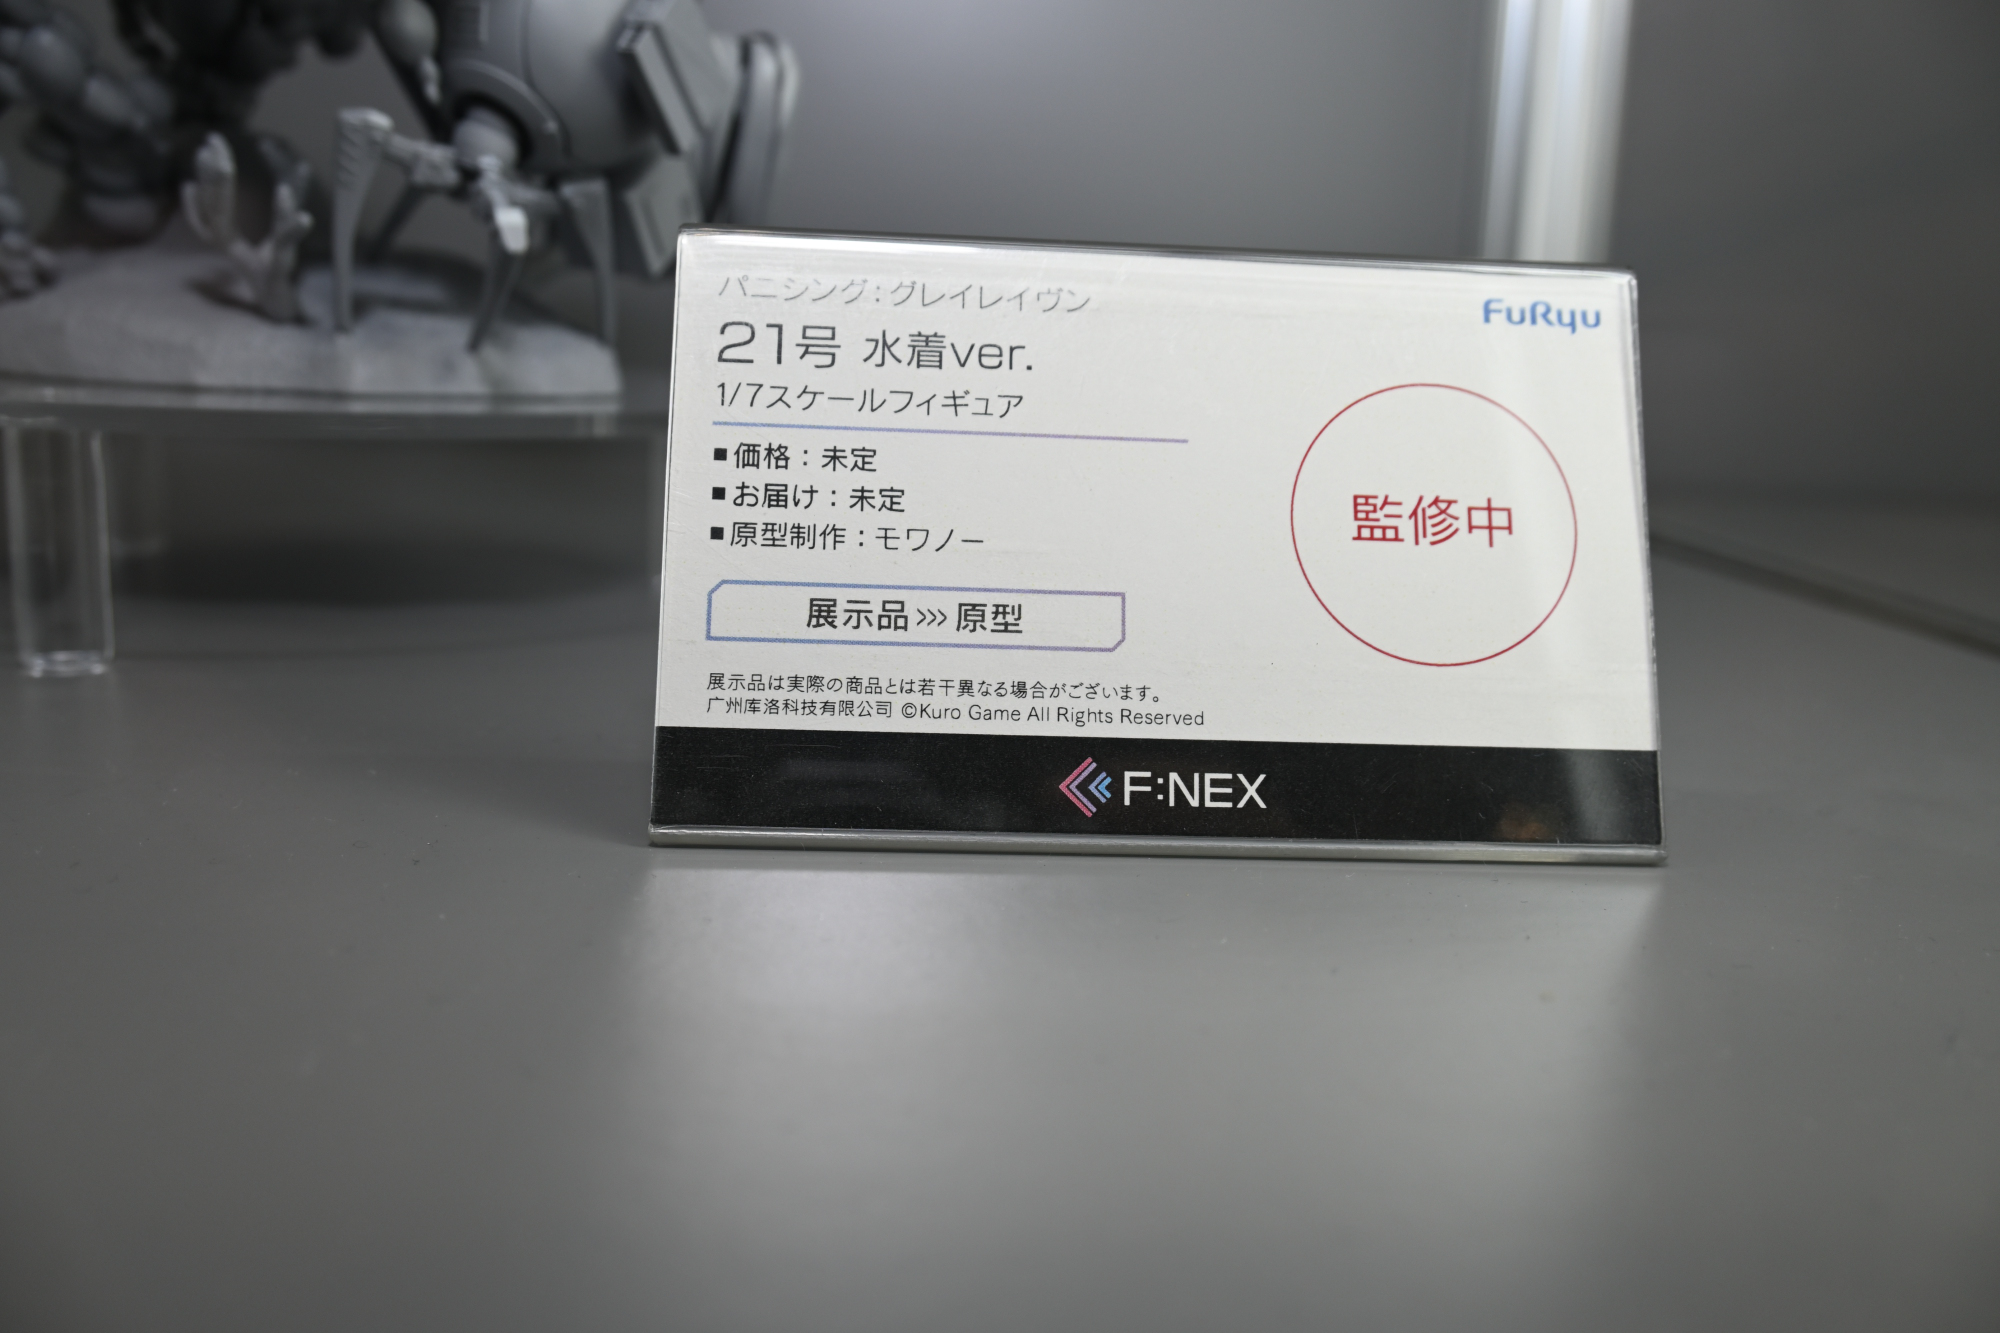 パニシング：グレイレイヴン
FuRyu
21号 水着ver.
1/7スケールフィギュア
■価格：未定
■お届け：未定
■原型制作：モワノー
監修中
展示品>>>原型
展示品は実際の商品とは若干異なる場合がございます。
广州库洛科技有限公司 ©Kuro Game All Rights Reserved
F:NEX